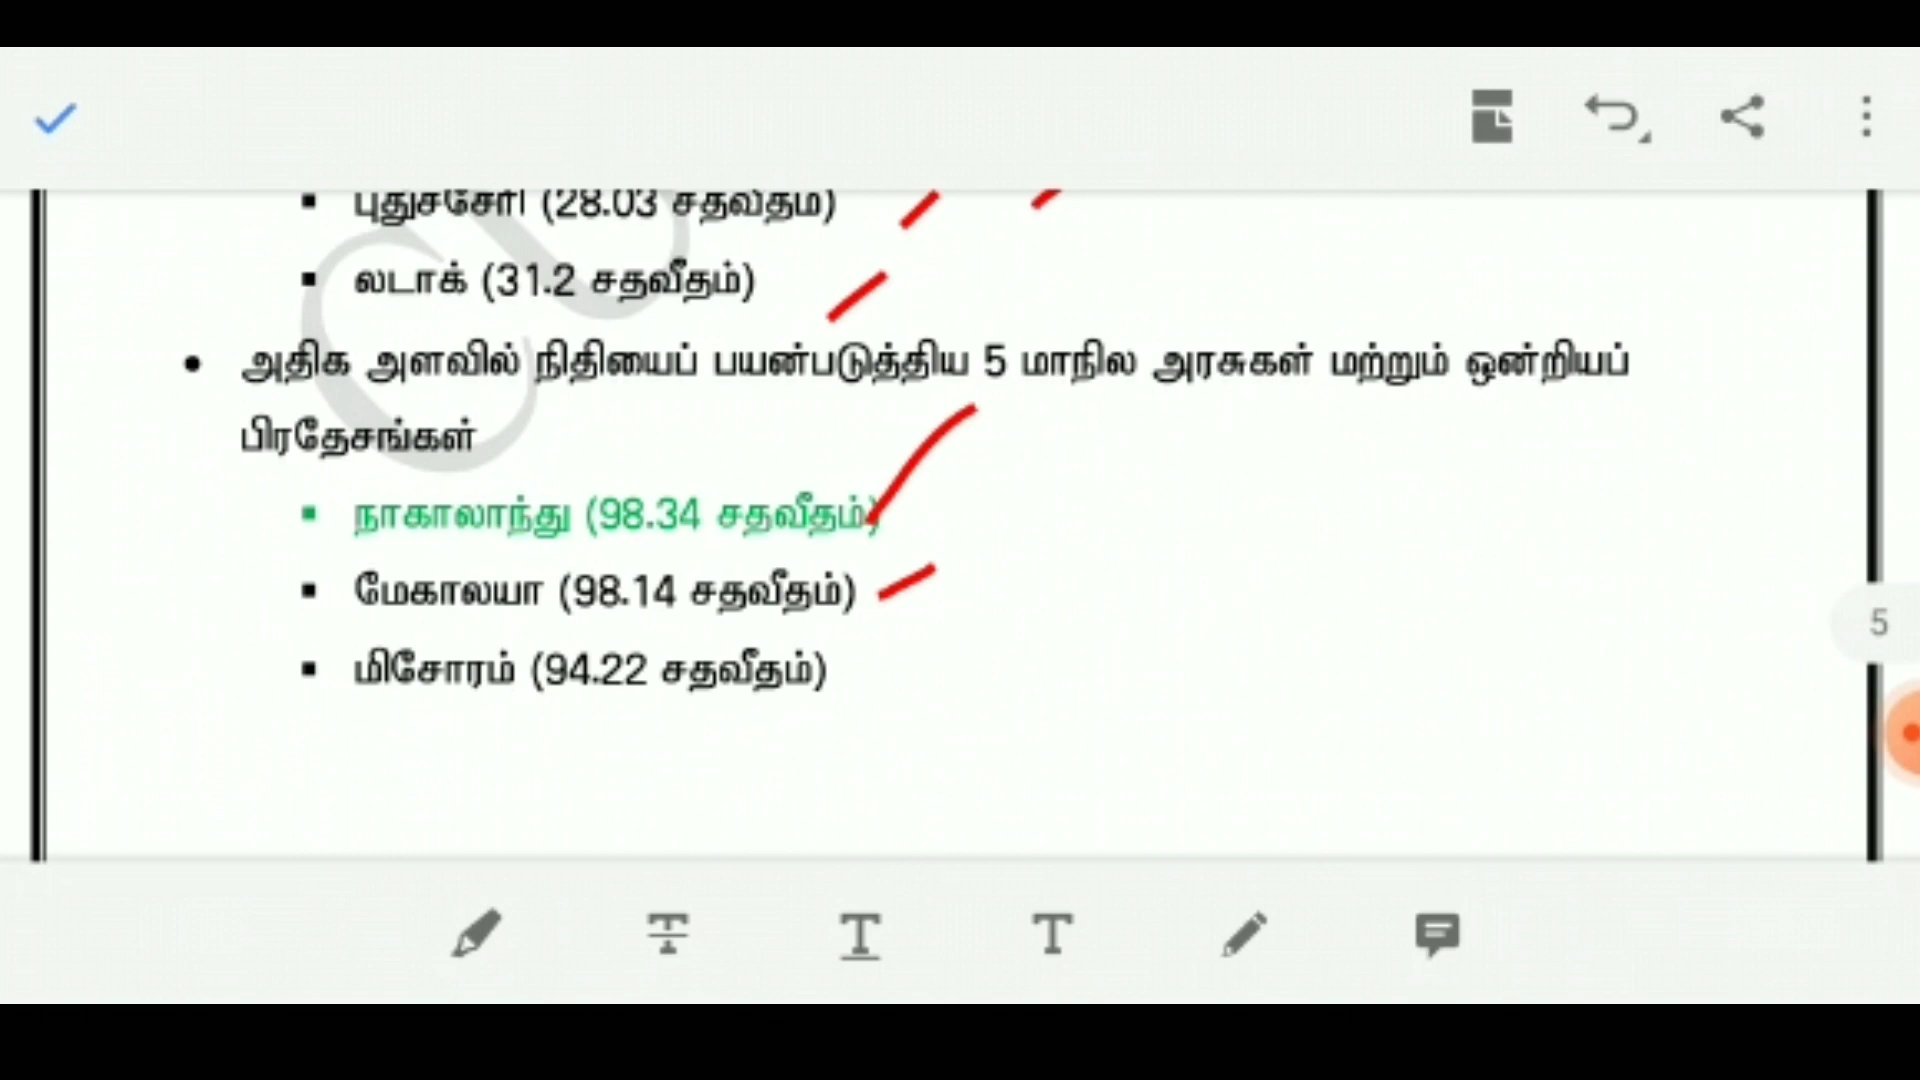 புதுச்சேரி (28.03 சதவீதம்)
லடாக் (31.2 சதவீதம்)
அதிக அளவில் நிதியைப் பயன்படுத்திய 5 மாநில அரசுகள் மற்றும் ஒன்றியப்
பிரதேசங்கள்
நாகாலாந்து (98.34 சதவீதம்)
மேகாலயா (98.14 சதவீதம்)
மிசோரம் (94.22 சதவீதம்)
5